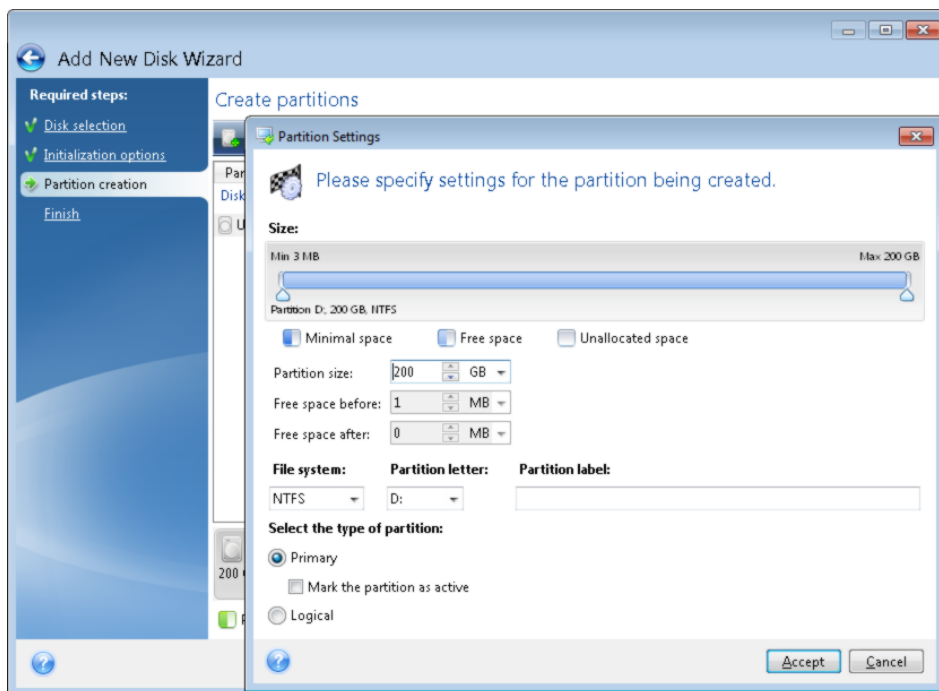 Add New Disk Wizard
Required steps:
Disk selection
Initialization options
Partition creation
Finish
Create partitions
Par
Disk
U
200
Partition Settings
Please specify settings for the partition being created.
Size:
Min 3 MB Max 200 GB
Partition D:, 200 GB, NTFS
Minimal space Free space Unallocated space
Partition size: 200 GB
Free space before: 1 MB
Free space after: 0 MB
File system: Partition letter: Partition label:
NTFS D:
Select the type of partition:
Primary
Mark the partition as active
Logical
Accept Cancel